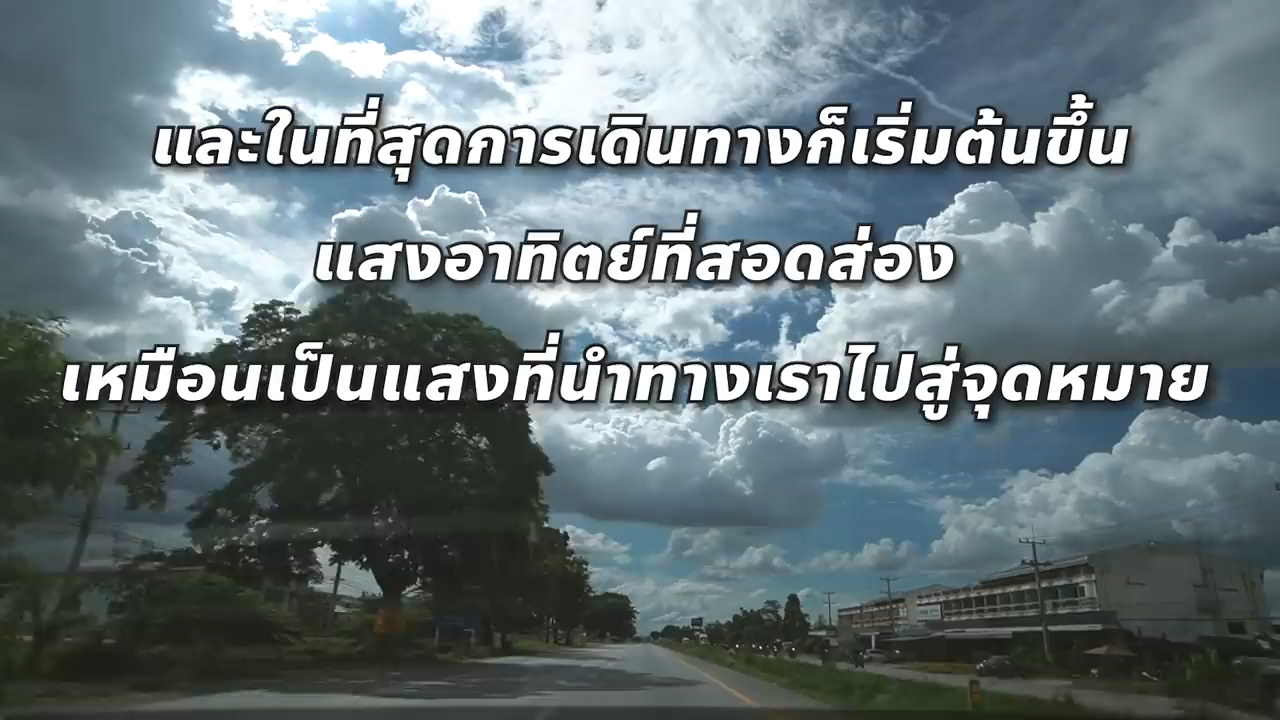 และในที่สุดการเดินทางก็เริ่มต้นขึ้น
แสงอาทิตย์ที่สอดส่อง
เหมือนเป็นแสงที่นำทางเราไปสู่จุดหมาย